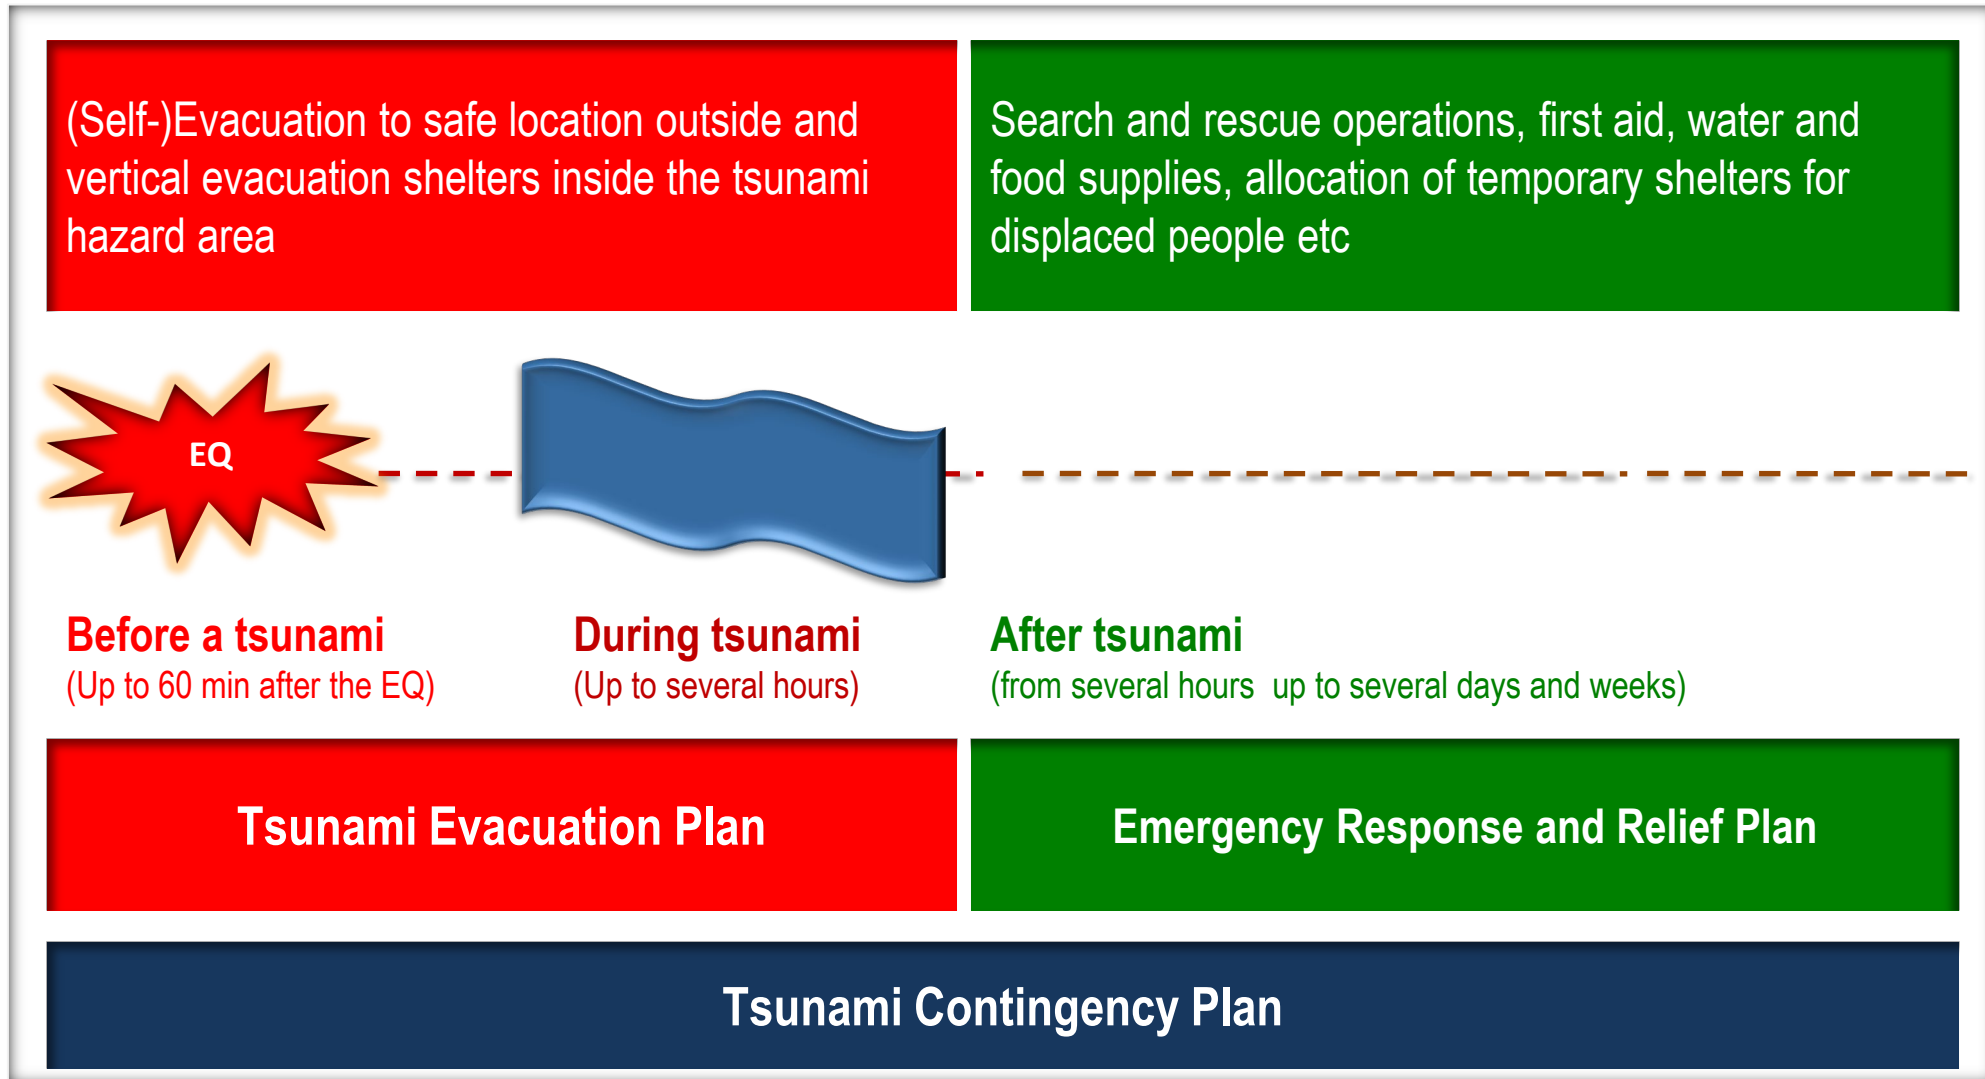 (Self-)Evacuation to safe location outside and
vertical evacuation shelters inside the tsunami
hazard area
Search and rescue operations, first aid, water and
food supplies, allocation of temporary shelters for
displaced people etc
EQ
Before a tsunami
(Up to 60 min after the EQ)
During tsunami
(Up to several hours)
After tsunami
(from several hours  up to several days and weeks)
Tsunami Evacuation Plan
Emergency Response and Relief Plan
Tsunami Contingency Plan